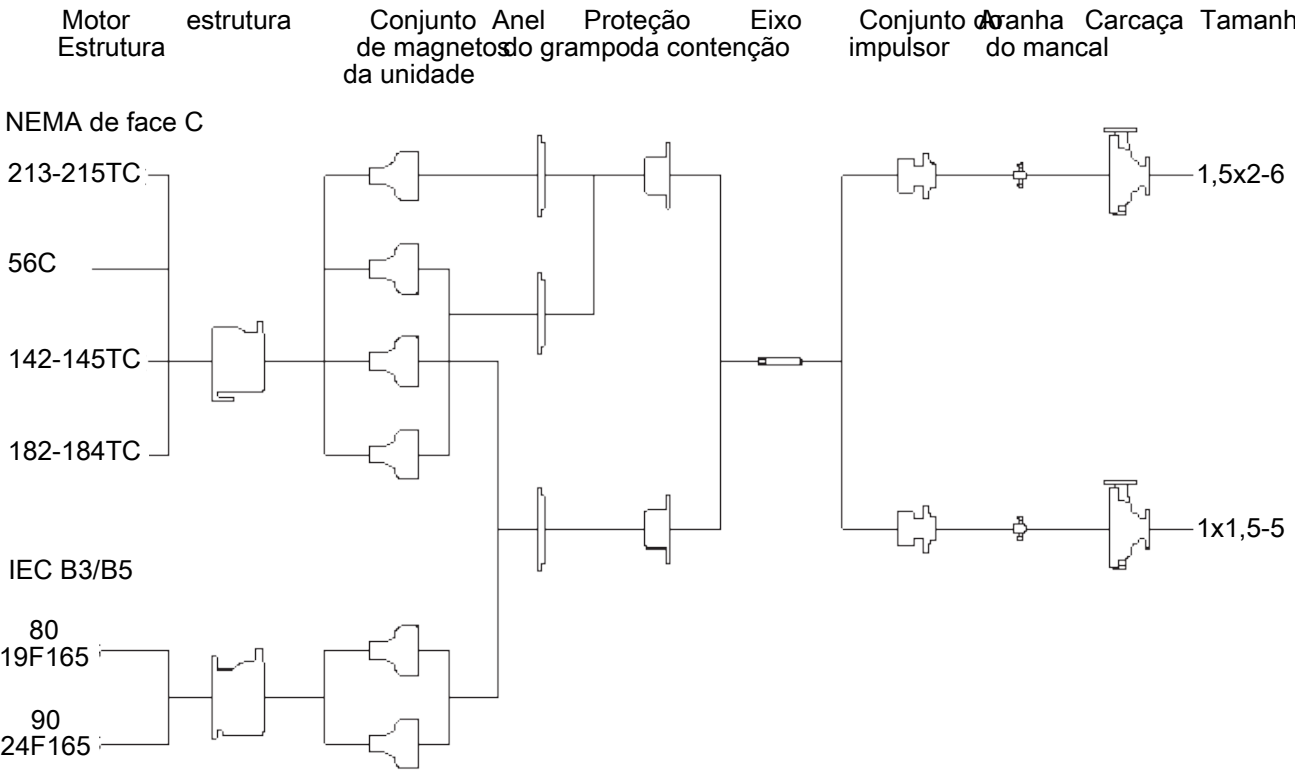 Motor estrutura Conjunto Anel Proteção Eixo Conjunto do Aranha Carcaça Tamanh
Estrutura de magnetos do grampo da contenção impulsor do mancal
da unidade
NEMA de face C
213-215TC 1,5x2-6
56C
142-145TC
182-184TC
1x1,5-5
IEC B3/B5
80
19F165
90
24F165